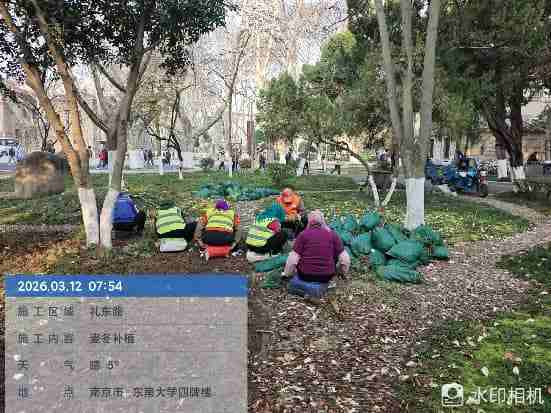 2026.03.12 07:54
施工区域 礼东路
施工内容 麦冬补植
天气 晴 5°
地点 南京市·东南大学四牌楼
水印相机